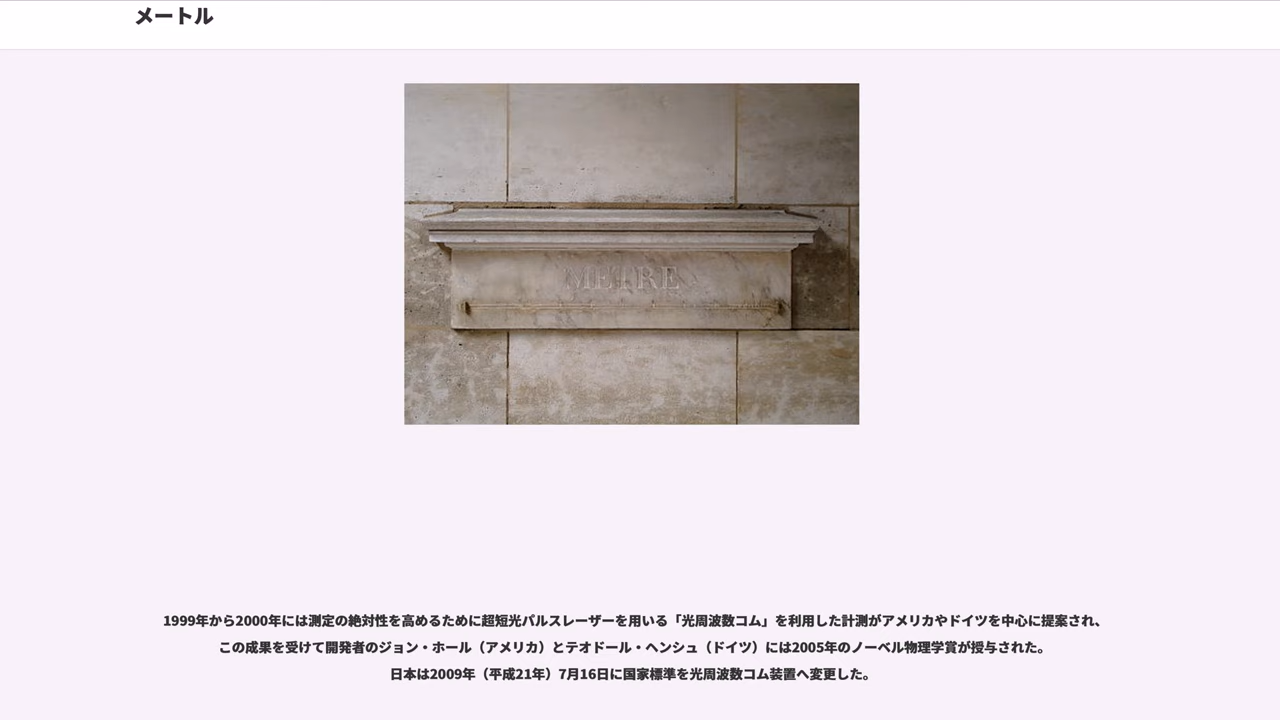 メートル
METRE
1999年から2000年には測定の絶対性を高めるために超短光パルスレーザーを用いる「光周波数コム」を利用した計測がアメリカやドイツを中心に提案され、
この成果を受けて開発者のジョン・ホール（アメリカ）とテオドール・ヘンシュ（ドイツ）には2005年のノーベル物理学賞が授与された。
日本は2009年（平成21年）7月16日に国家標準を光周波数コム装置へ変更した。